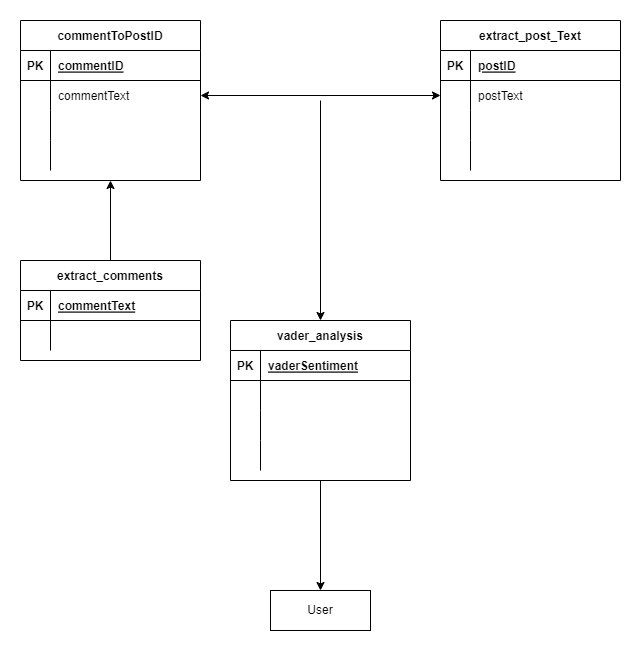 commentToPostID
PK commentID
commentText
extract_post_Text
PK postID
postText
extract_comments
PK commentText
vader_analysis
PK vaderSentiment
User